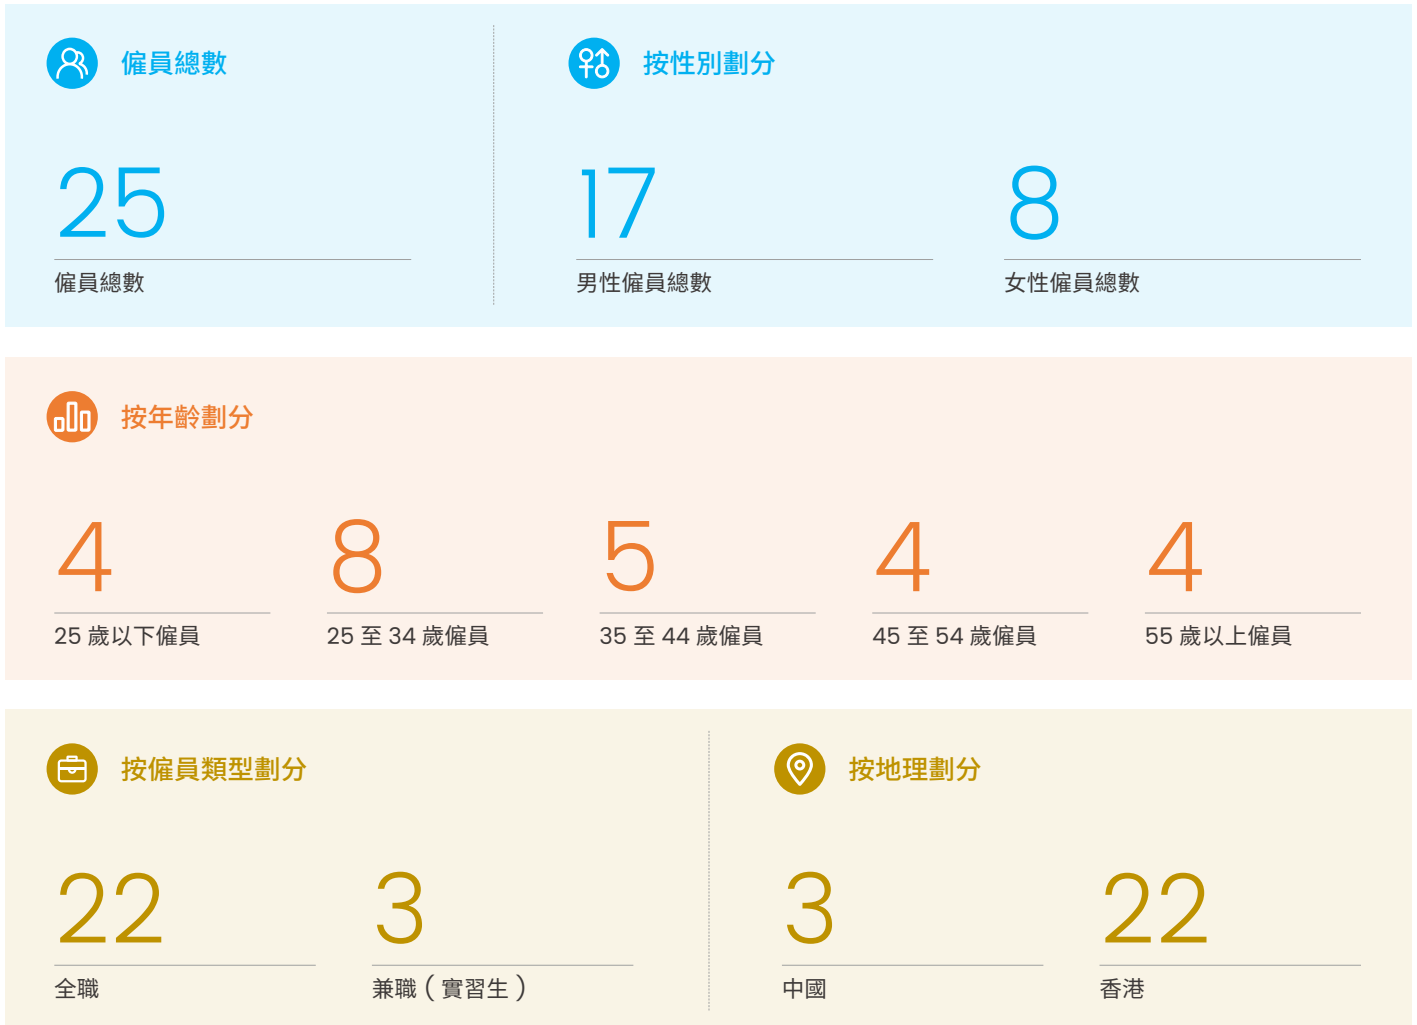 僱員總數
按性別劃分
25
17
8
僱員總數
男性僱員總數
女性僱員總數
按年齡劃分
4
8
5
4
4
25 歲以下僱員
25 至 34 歲僱員
35 至 44 歲僱員
45 至 54 歲僱員
55 歲以上僱員
按僱員類型劃分
按地理劃分
22
3
3
22
全職
兼職（實習生）
中國
香港